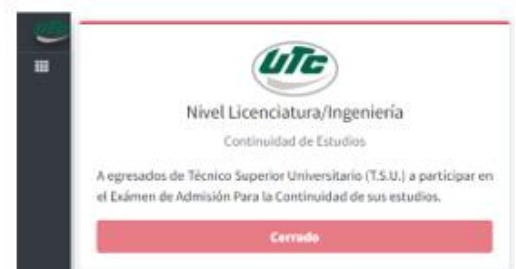 UTC
UTC
Nivel Licenciatura/Ingeniería
Continuidad de Estudios
A egresados de Técnico Superior Universitario (T.S.U.) a participar en
el Exámen de Admisión Para la Continuidad de sus estudios.
Cerrado